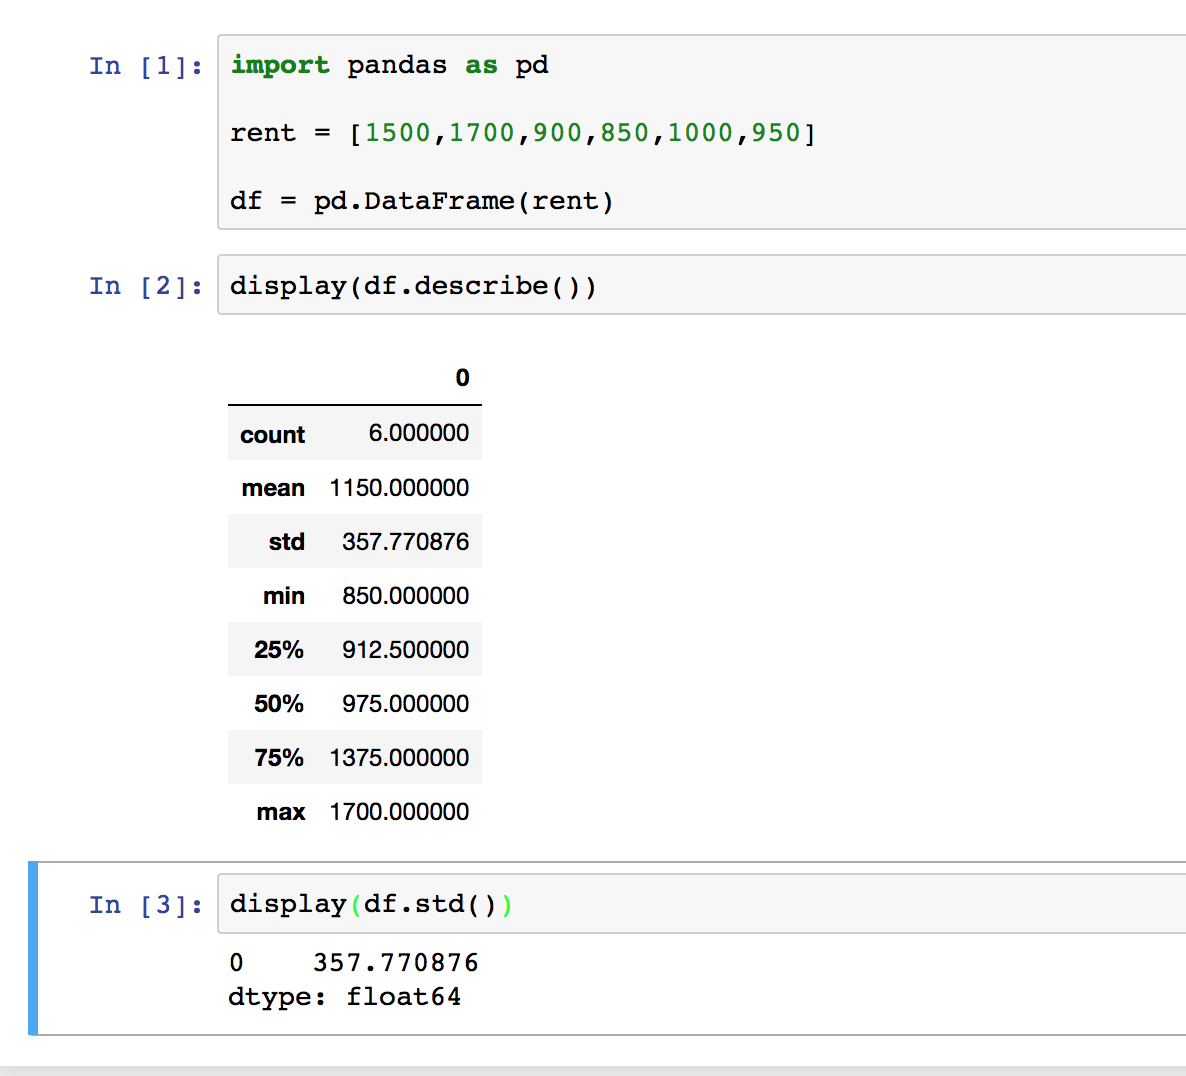 In [1]: import pandas as pd
rent = [1500,1700,900,850,1000,950]
df = pd.DataFrame(rent)
In [2]: display(df.describe())
0
count 6.000000
mean 1150.000000
std 357.770876
min 850.000000
25% 912.500000
50% 975.000000
75% 1375.000000
max 1700.000000
In [3]: display(df.std())
0 357.770876
dtype: float64